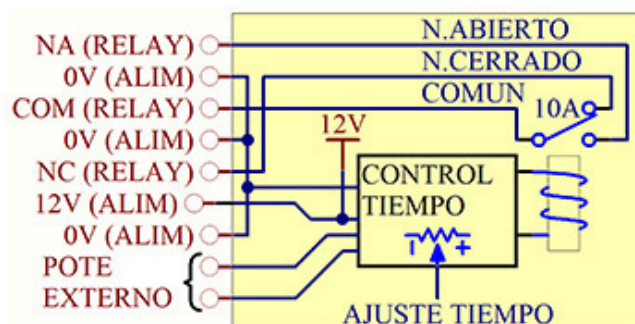 NA (RELAY)
0V (ALIM)
COM (RELAY)
0V (ALIM)
NC (RELAY)
12V (ALIM)
0V (ALIM)
POTE
EXTERNO
N.ABIERTO
N.CERRADO
COMUN
10A
12V
CONTROL
TIEMPO
- +
AJUSTE TIEMPO